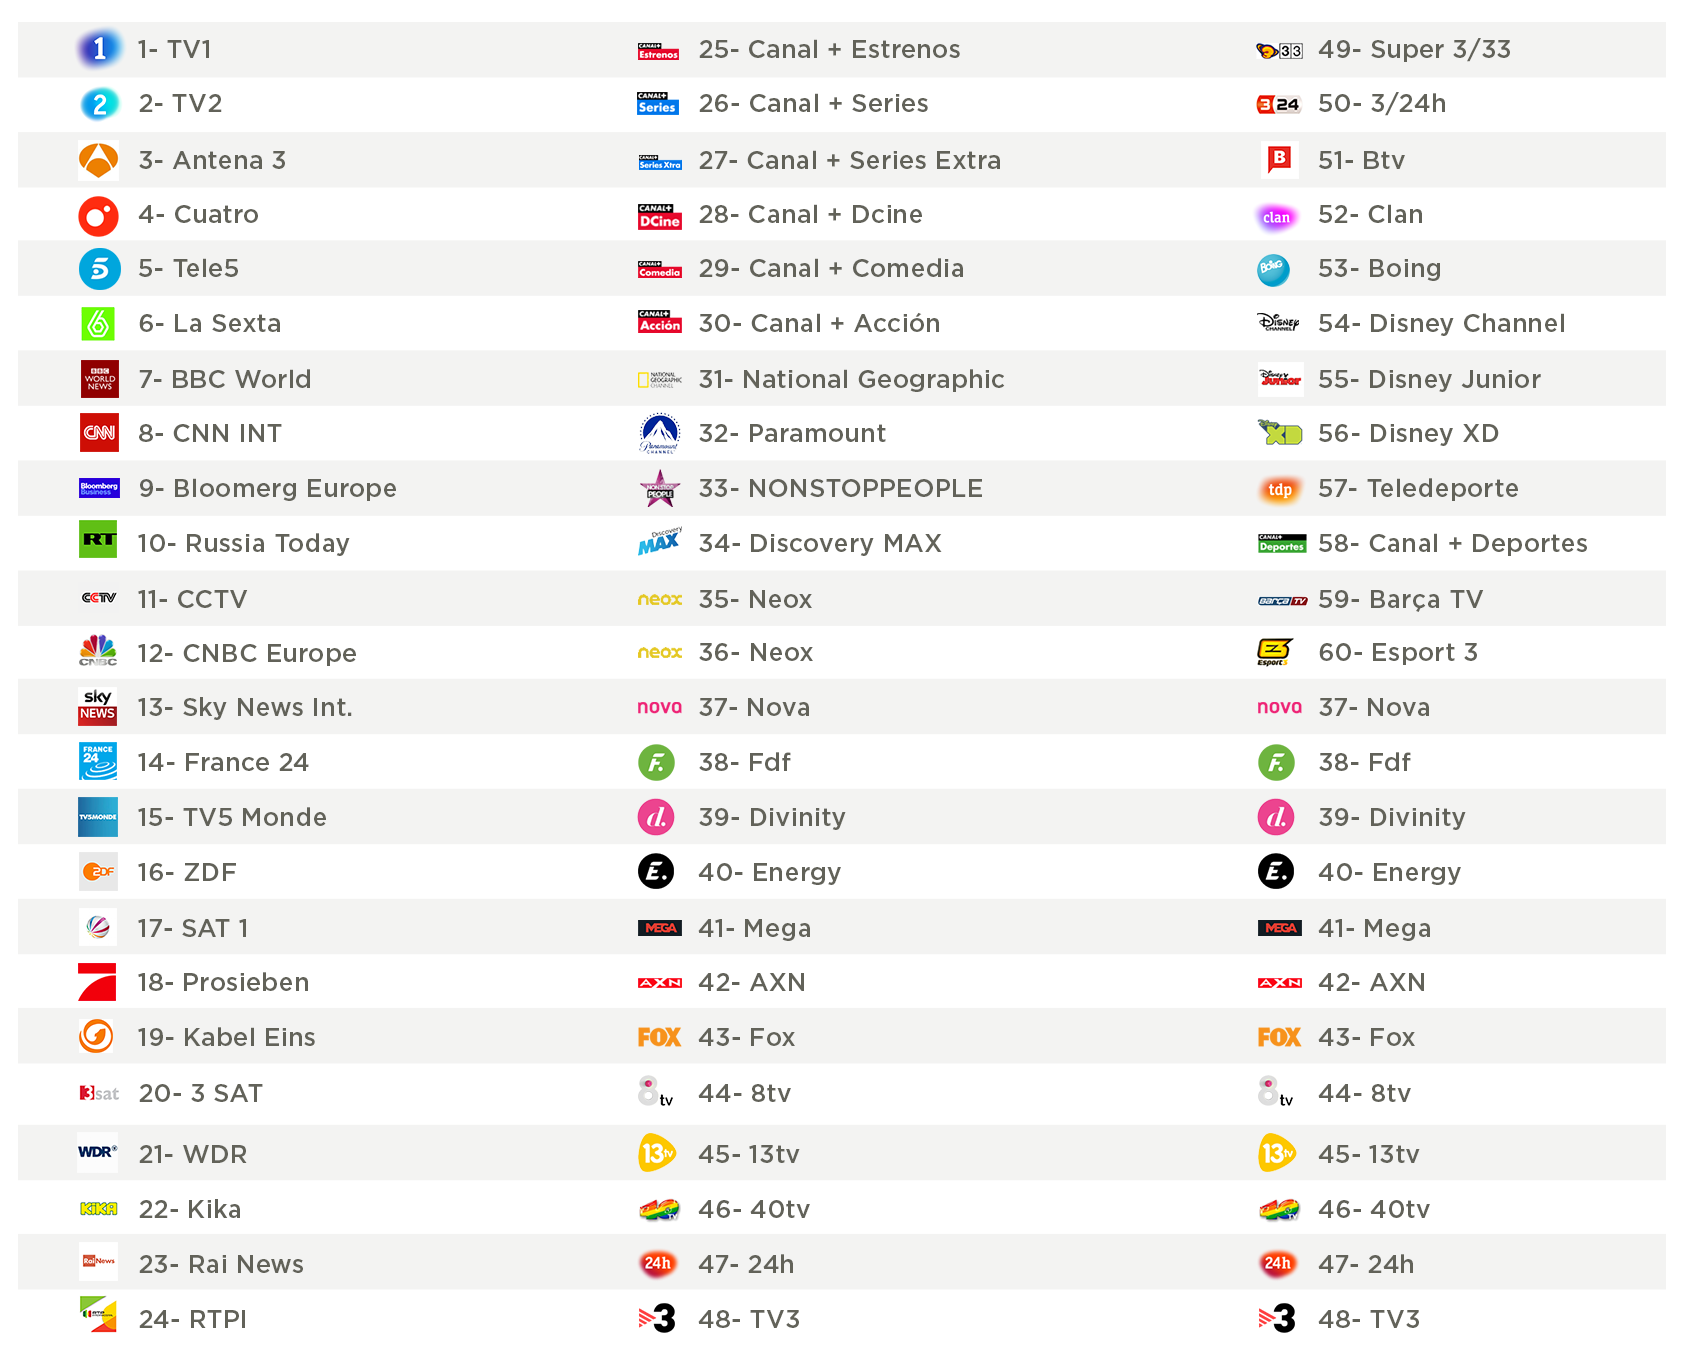 1- TV1
2- TV2
3- Antena 3
4- Cuatro
5- Tele5
6- La Sexta
7- BBC World
8- CNN INT
9- Bloomerg Europe
10- Russia Today
11- CCTV
12- CNBC Europe
13- Sky News Int.
14- France 24
15- TV5 Monde
16- ZDF
17- SAT 1
18- Prosieben
19- Kabel Eins
20- 3 SAT
21- WDR
22- Kika
23- Rai News
24- RTPI
25- Canal + Estrenos
26- Canal + Series
27- Canal + Series Extra
28- Canal + Dcine
29- Canal + Comedia
30- Canal + Acción
31- National Geographic
32- Paramount
33- NONSTOPPEOPLE
34- Discovery MAX
35- Neox
36- Neox
37- Nova
38- Fdf
39- Divinity
40- Energy
41- Mega
42- AXN
43- Fox
44- 8tv
45- 13tv
46- 40tv
47- 24h
48- TV3
49- Super 3/33
50- 3/24h
51- Btv
52- Clan
53- Boing
54- Disney Channel
55- Disney Junior
56- Disney XD
57- Teledeporte
58- Canal + Deportes
59- Barça TV
60- Esport 3
37- Nova
38- Fdf
39- Divinity
40- Energy
41- Mega
42- AXN
43- Fox
44- 8tv
45- 13tv
46- 40tv
47- 24h
48- TV3